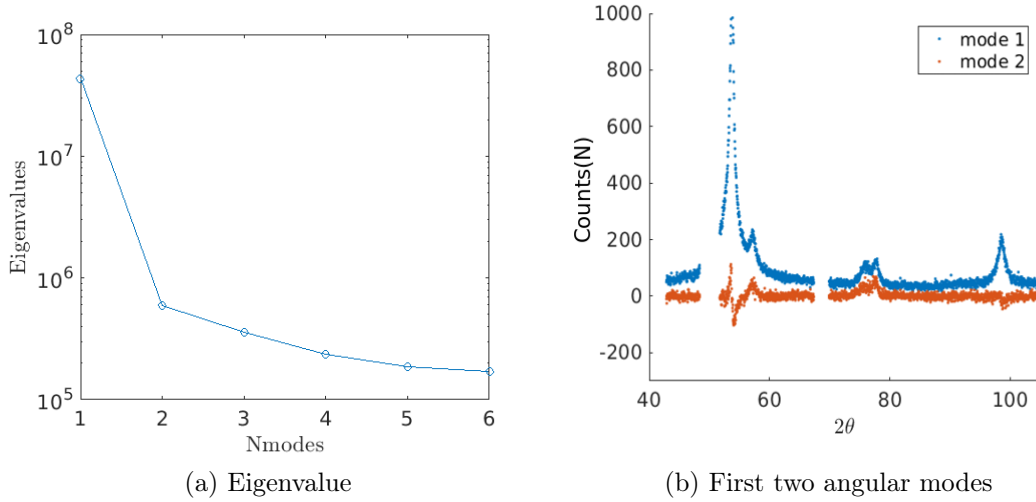 10^8
10^7
10^6
10^5
Eigenvalues
1 2 3 4 5 6
Nmodes
(a) Eigenvalue
1000
800
600
400
200
0
-200
Counts(N)
mode 1
mode 2
40 60 80 100
2θ
(b) First two angular modes